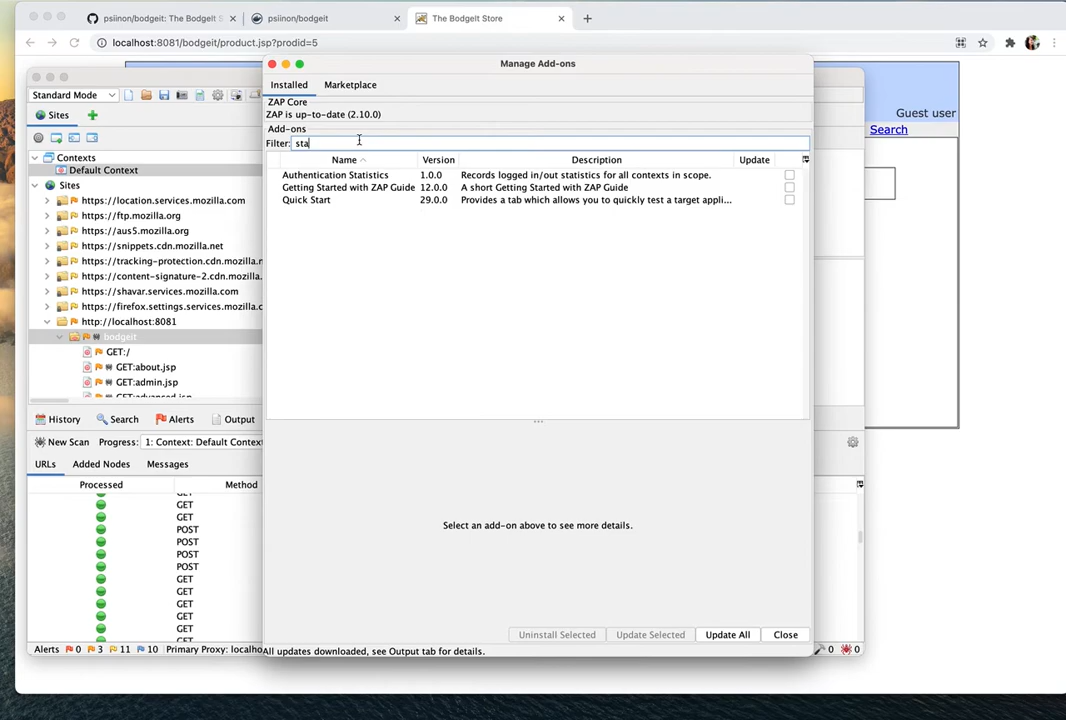 psiinon/bodgeit: The BodgeIt S
psiinon/bodgeit
The BodgeIt Store
localhost:8081/bodgeit/product.jsp?prodid=5
Guest user
Search
Standard Mode
Sites
Contexts
Default Context
Sites
https://location.services.mozilla.com
https://ftp.mozilla.org
https://aus5.mozilla.org
https://snippets.cdn.mozilla.net
https://tracking-protection.cdn.mozilla.
https://content-signature-2.cdn.mozilla.
https://shavar.services.mozilla.com
https://firefox.settings.services.mozilla.c
http://localhost:8081
bodgeit
GET:/
GET:about.jsp
GET:admin.jsp
GET:advanced.jsp
History
Search
Alerts
Output
New Scan
Progress:
1: Context: Default Context
URLs
Added Nodes
Messages
Processed
Method
GET
GET
GET
POST
POST
POST
POST
GET
GET
GET
GET
GET
GET
Alerts 0 3 11 10 Primary Proxy: localho
0 0
Manage Add-ons
Installed
Marketplace
ZAP Core
ZAP is up-to-date (2.10.0)
Add-ons
Filter: sta
Name Version Description Update
Authentication Statistics 1.0.0 Records logged in/out statistics for all contexts in scope.
Getting Started with ZAP Guide 12.0.0 A short Getting Started with ZAP Guide
Quick Start 29.0.0 Provides a tab which allows you to quickly test a target appli...
Select an add-on above to see more details.
Uninstall Selected
Update Selected
Update All
Close
All updates downloaded, see Output tab for details.